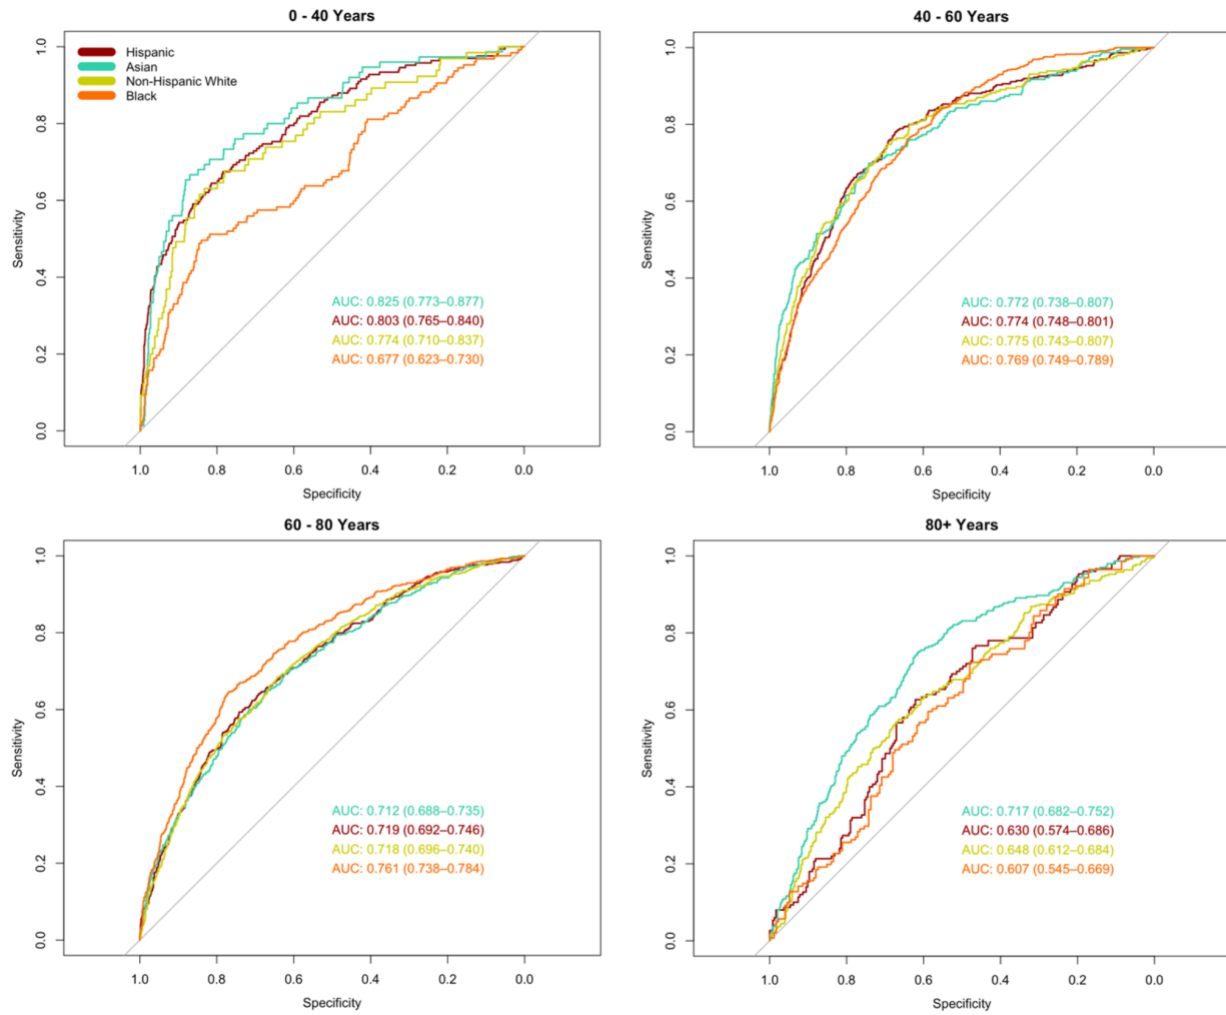 0 - 40 Years
Hispanic
Asian
Non-Hispanic White
Black
Sensitivity
1.0
0.8
0.6
0.4
0.2
0.0
AUC: 0.825 (0.773–0.877)
AUC: 0.803 (0.765–0.840)
AUC: 0.774 (0.710–0.837)
AUC: 0.677 (0.623–0.730)
1.0 0.8 0.6 0.4 0.2 0.0
Specificity
40 - 60 Years
Sensitivity
1.0
0.8
0.6
0.4
0.2
0.0
AUC: 0.772 (0.738–0.807)
AUC: 0.774 (0.748–0.801)
AUC: 0.775 (0.743–0.807)
AUC: 0.769 (0.749–0.789)
1.0 0.8 0.6 0.4 0.2 0.0
Specificity
60 - 80 Years
Sensitivity
1.0
0.8
0.6
0.4
0.2
0.0
AUC: 0.712 (0.688–0.735)
AUC: 0.719 (0.692–0.746)
AUC: 0.718 (0.696–0.740)
AUC: 0.761 (0.738–0.784)
1.0 0.8 0.6 0.4 0.2 0.0
Specificity
80+ Years
Sensitivity
1.0
0.8
0.6
0.4
0.2
0.0
AUC: 0.717 (0.682–0.752)
AUC: 0.630 (0.574–0.686)
AUC: 0.648 (0.612–0.684)
AUC: 0.607 (0.545–0.669)
1.0 0.8 0.6 0.4 0.2 0.0
Specificity